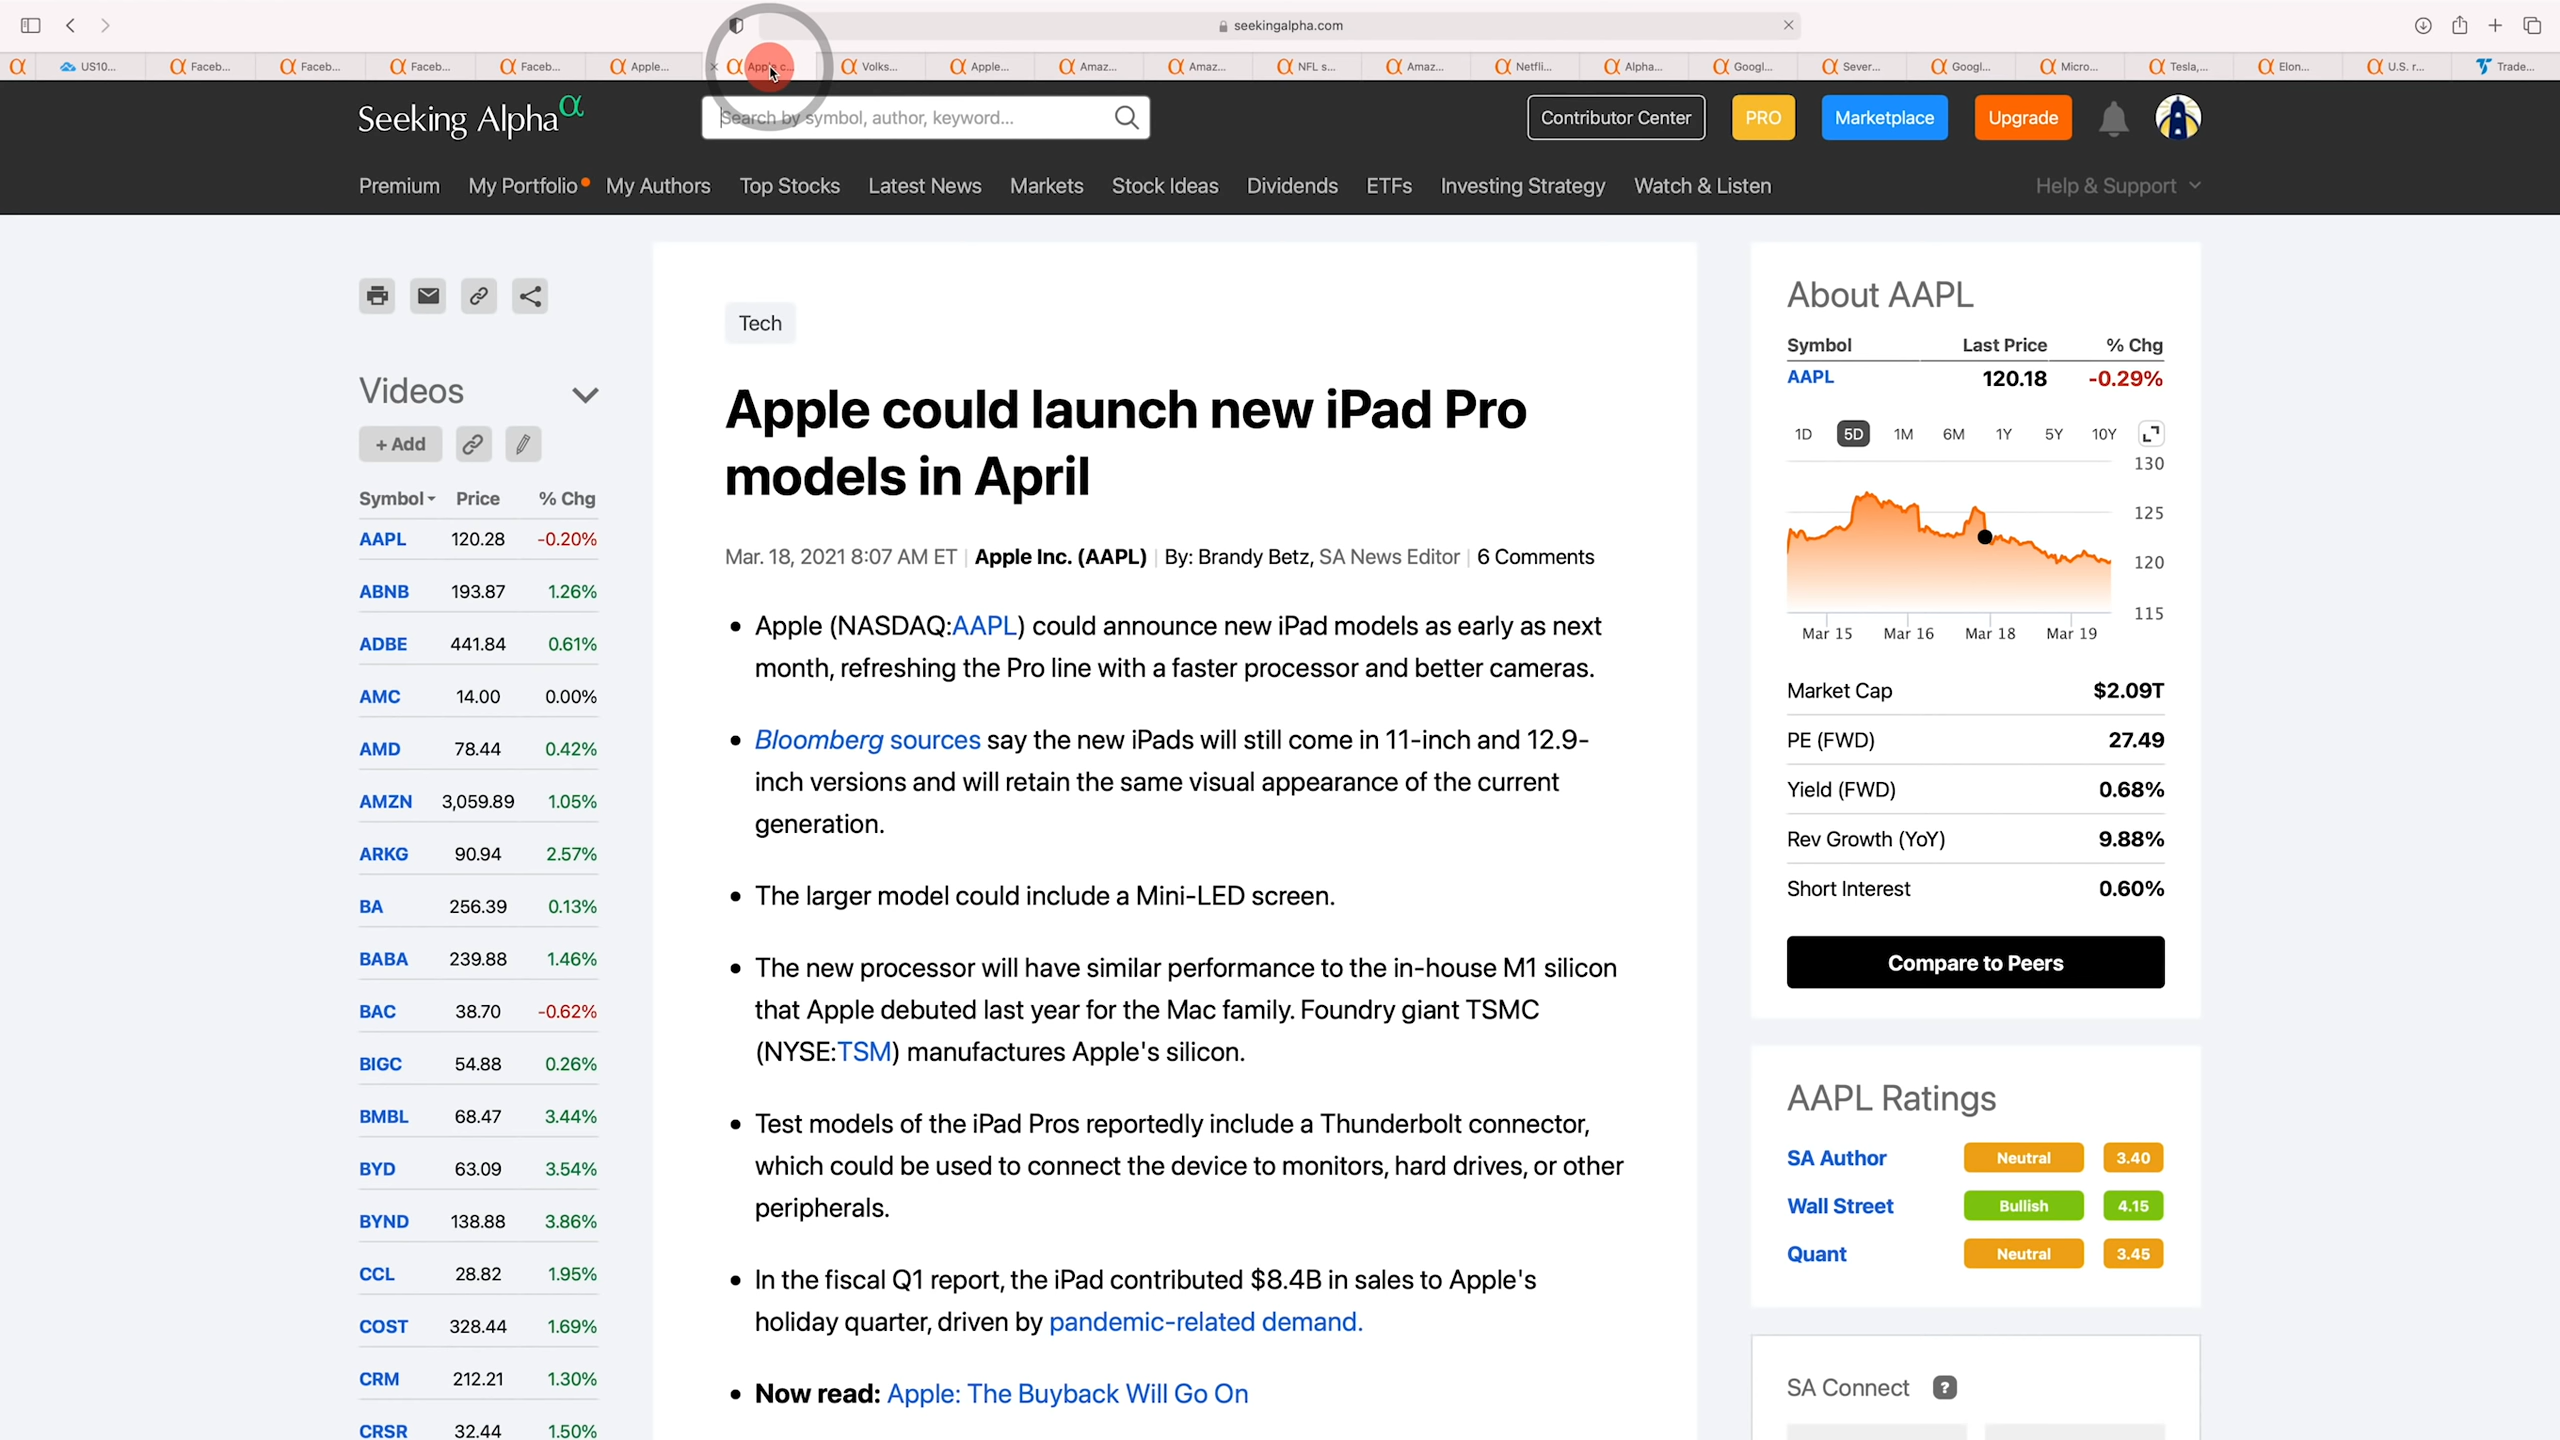 seekingalpha.com
US10...
Faceb...
Faceb...
Faceb...
Faceb...
Apple...
Apple c...
Volks...
Apple...
Amaz...
Amaz...
NFL s...
Amaz...
Netfli...
Alpha...
Googl...
Sever...
Googl...
Micro...
Tesla,...
Elon...
U.S. r...
Trade...
Seeking Alpha α
Search by symbol, author, keyword...
Contributor Center
PRO
Marketplace
Upgrade
Premium
My Portfolio
My Authors
Top Stocks
Latest News
Markets
Stock Ideas
Dividends
ETFs
Investing Strategy
Watch & Listen
Help & Support
Videos
+ Add
Symbol Price % Chg
AAPL 120.28 -0.20%
ABNB 193.87 1.26%
ADBE 441.84 0.61%
AMC 14.00 0.00%
AMD 78.44 0.42%
AMZN 3,059.89 1.05%
ARKG 90.94 2.57%
BA 256.39 0.13%
BABA 239.88 1.46%
BAC 38.70 -0.62%
BIGC 54.88 0.26%
BMBL 68.47 3.44%
BYD 63.09 3.54%
BYND 138.88 3.86%
CCL 28.82 1.95%
COST 328.44 1.69%
CRM 212.21 1.30%
CRSR 32.44 1.50%
Tech
Apple could launch new iPad Pro
models in April
Mar. 18, 2021 8:07 AM ET | Apple Inc. (AAPL) | By: Brandy Betz, SA News Editor | 6 Comments
• Apple (NASDAQ:AAPL) could announce new iPad models as early as next
month, refreshing the Pro line with a faster processor and better cameras.
• Bloomberg sources say the new iPads will still come in 11-inch and 12.9-
inch versions and will retain the same visual appearance of the current
generation.
• The larger model could include a Mini-LED screen.
• The new processor will have similar performance to the in-house M1 silicon
that Apple debuted last year for the Mac family. Foundry giant TSMC
(NYSE:TSM) manufactures Apple's silicon.
• Test models of the iPad Pros reportedly include a Thunderbolt connector,
which could be used to connect the device to monitors, hard drives, or other
peripherals.
• In the fiscal Q1 report, the iPad contributed $8.4B in sales to Apple's
holiday quarter, driven by pandemic-related demand.
• Now read: Apple: The Buyback Will Go On
About AAPL
Symbol Last Price % Chg
AAPL 120.18 -0.29%
1D 5D 1M 6M 1Y 5Y 10Y
130
125
120
115
Mar 15 Mar 16 Mar 18 Mar 19
Market Cap $2.09T
PE (FWD) 27.49
Yield (FWD) 0.68%
Rev Growth (YoY) 9.88%
Short Interest 0.60%
Compare to Peers
AAPL Ratings
SA Author Neutral 3.40
Wall Street Bullish 4.15
Quant Neutral 3.45
SA Connect ?